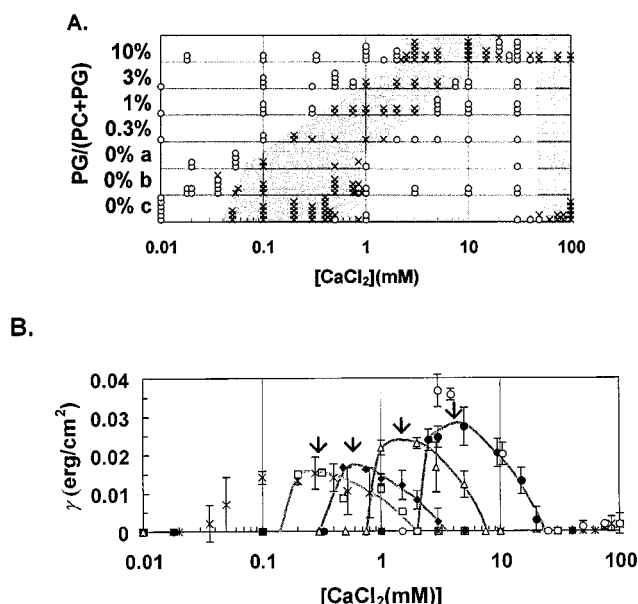 A.
PG/(PC+PG)
10%
3%
1%
0.3%
0% a
0% b
0% c
0.01 0.1 1 10 100
[CaCl2](mM)
B.
γ (erg/cm²)
0.04
0.03
0.02
0.01
0
0.01 0.1 1.0 10 100
[CaCl2(mM)]